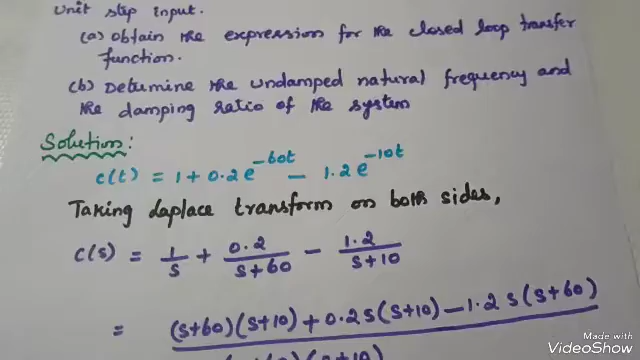 Unit step input.
(a) obtain the expression for the closed loop transfer
function.
(b) Determine the undamped natural frequency and
the damping ratio of the system
Solution:
c(t) = 1 + 0.2 e^{-60t} - 1.2 e^{-10t}
Taking Laplace transform on both sides,
C(s) = 1/s + 0.2/(s+60) - 1.2/(s+10)
= (s+60)(s+10) + 0.2s(s+10) - 1.2 s(s+60)
(s+10)
Made with
VideoShow